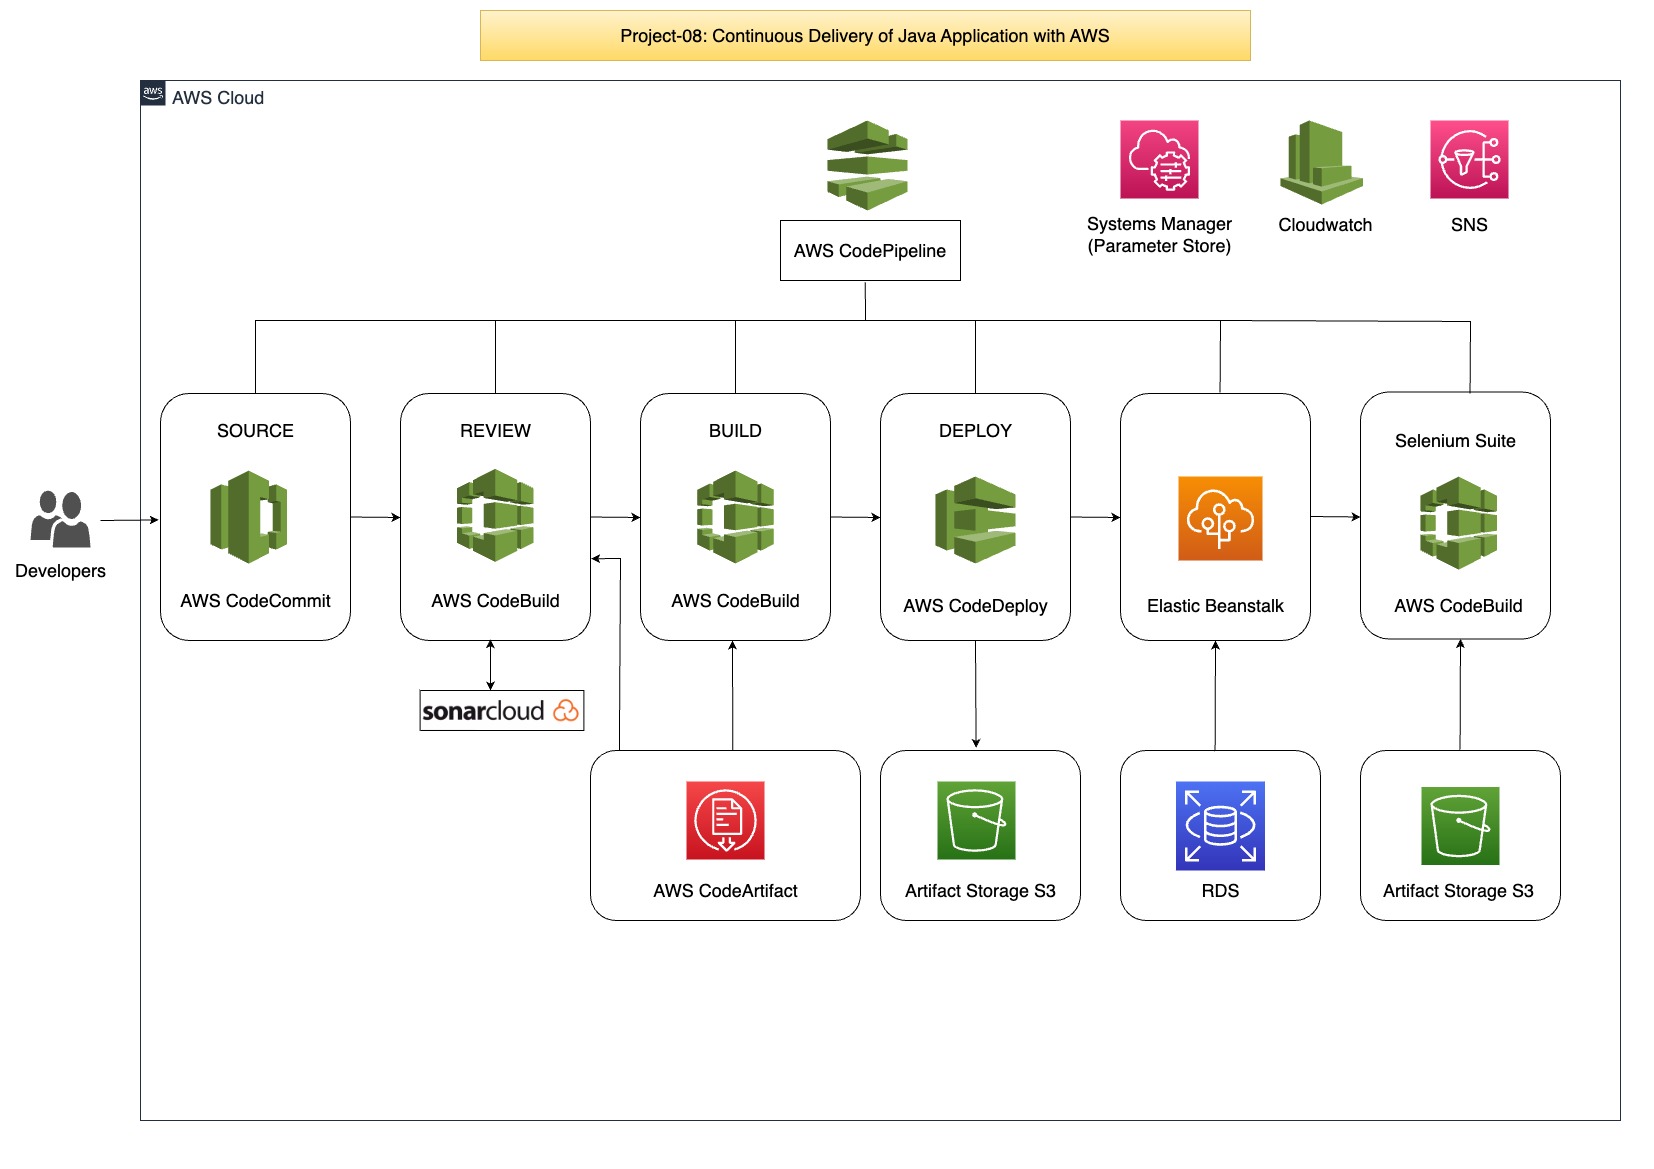 Project-08: Continuous Delivery of Java Application with AWS
aws
AWS Cloud
AWS CodePipeline
Systems Manager
(Parameter Store)
Cloudwatch
SNS
SOURCE
REVIEW
BUILD
DEPLOY
Selenium Suite
Developers
AWS CodeCommit
AWS CodeBuild
AWS CodeBuild
AWS CodeDeploy
Elastic Beanstalk
AWS CodeBuild
sonarcloud
AWS CodeArtifact
Artifact Storage S3
RDS
Artifact Storage S3